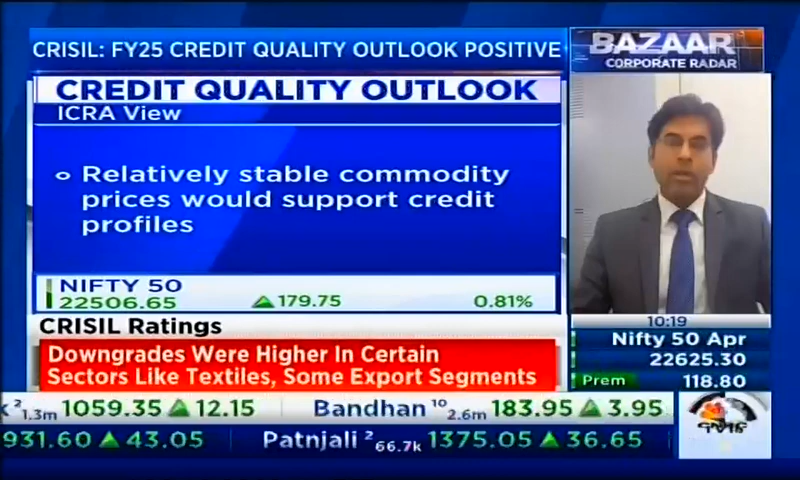 CRISIL: FY25 CREDIT QUALITY OUTLOOK POSITIVE
BAZAAR
CORPORATE RADAR
CREDIT QUALITY OUTLOOK
ICRA View
Relatively stable commodity
prices would support credit
profiles
NIFTY 50
22506.65 179.75 0.81%
CRISIL Ratings
Downgrades Were Higher In Certain
Sectors Like Textiles, Some Export Segments
10:19
Nifty 50 Apr
22625.30
Prem 118.80
k 2 1.3m 1059.35 12.15 Bandhan 10 2.6m 183.95 3.95
931.60 43.05 Patnjali 2 66.7k 1375.05 36.65